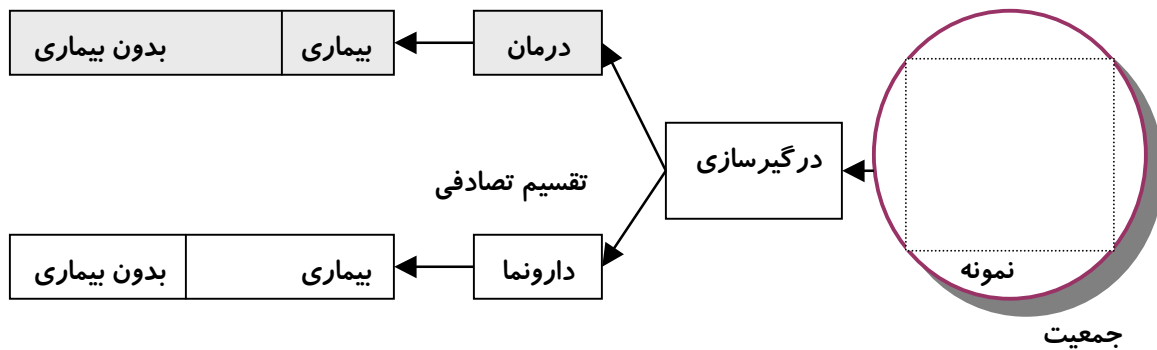 بدون بیماری
بیماری
درمان
درگیرسازی
تقسیم تصادفی
بدون بیماری
بیماری
دارونما
نمونه
جمعیت